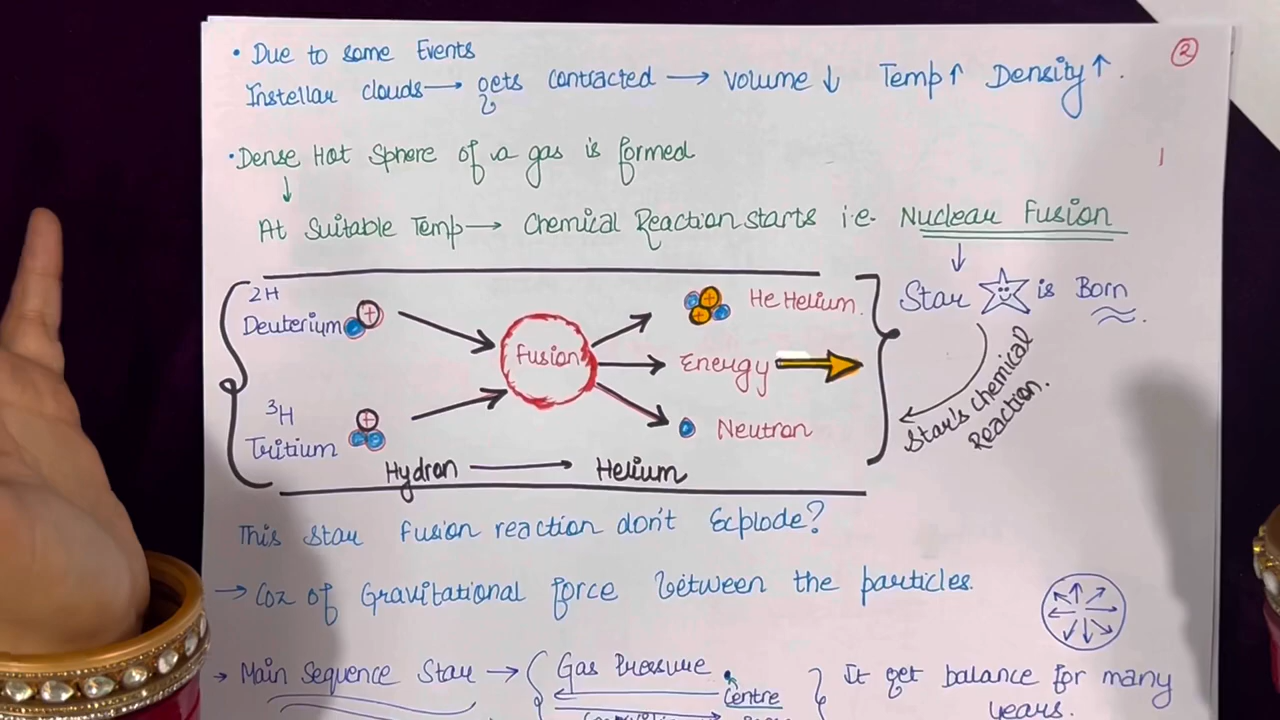 ②
• Due to some Events
Instellar clouds → gets contracted → volume ↓ Temp↑ Density↑.
• Dense Hot Sphere of a gas is formed
↓
At Suitable Temp → Chemical Reaction starts i.e. Nuclear Fusion
↓
Star is Born
2H
Deuterium
+
3H
Tritium
+
Fusion
He Helium.
Energy
Neutron
Hydron → Helium
Star's Chemical
Reaction.
This star fusion reaction don't Ecplode?
→ Coz of Gravitational force between the particles.
→ Main Sequence Star → { Gas Pressure
Centre
} It get balance for many
years.